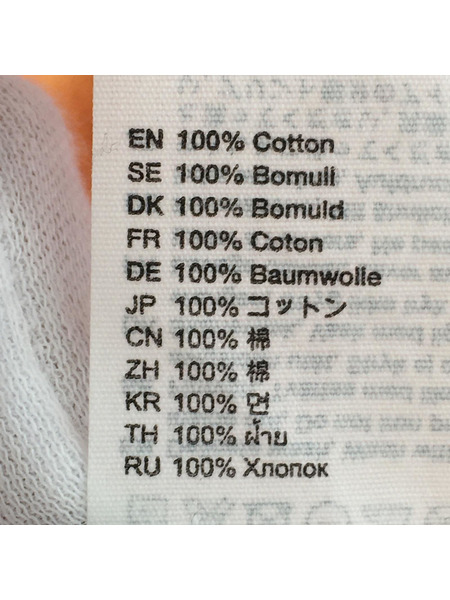 EN 100% Cotton
SE 100% Bomull
DK 100% Bomuld
FR 100% Coton
DE 100% Baumwolle
JP 100% コットン
CN 100% 棉
ZH 100% 棉
KR 100% 면
TH 100% ฝ้าย
RU 100% Хлопок